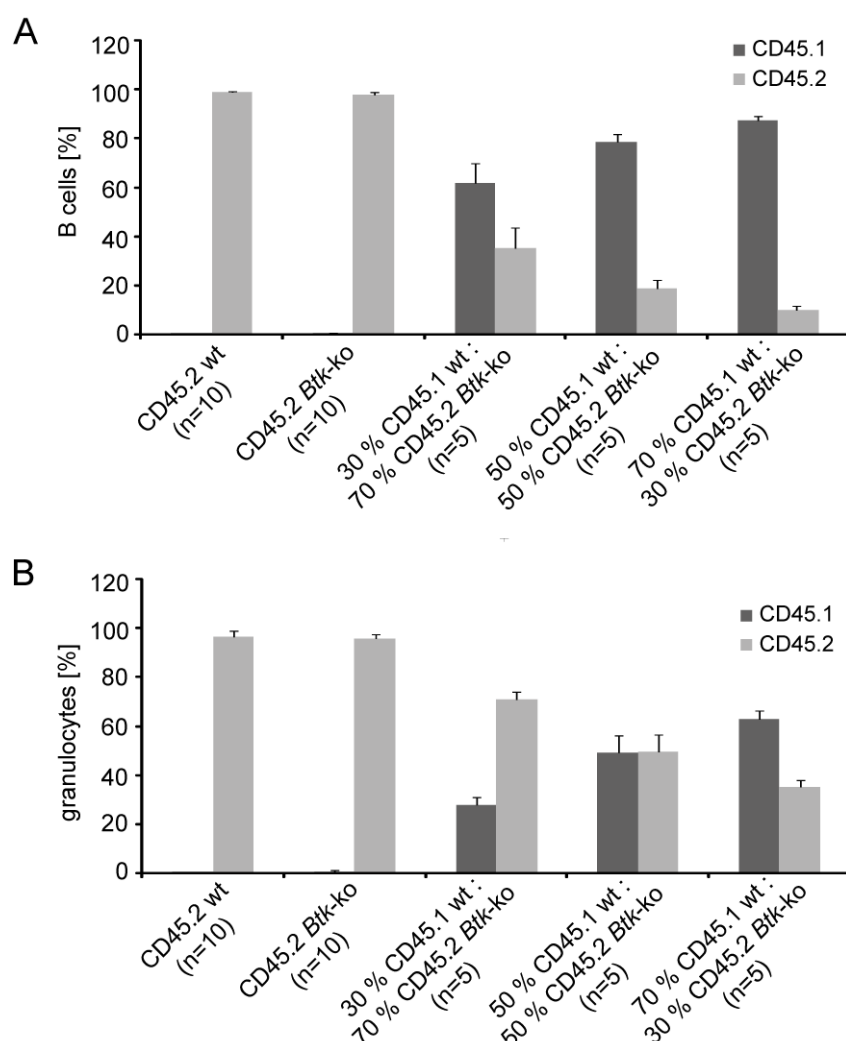 A
120
100
80
60
40
20
0
B cells [%]
CD45.1
CD45.2
CD45.2 wt
(n=10)
CD45.2 Btk-ko
(n=10)
30 % CD45.1 wt :
70 % CD45.2 Btk-ko
(n=5)
50 % CD45.1 wt :
50 % CD45.2 Btk-ko
(n=5)
70 % CD45.1 wt :
30 % CD45.2 Btk-ko
(n=5)
B
120
100
80
60
40
20
0
granulocytes [%]
CD45.1
CD45.2
CD45.2 wt
(n=10)
CD45.2 Btk-ko
(n=10)
30 % CD45.1 wt :
70 % CD45.2 Btk-ko
(n=5)
50 % CD45.1 wt :
50 % CD45.2 Btk-ko
(n=5)
70 % CD45.1 wt :
30 % CD45.2 Btk-ko
(n=5)